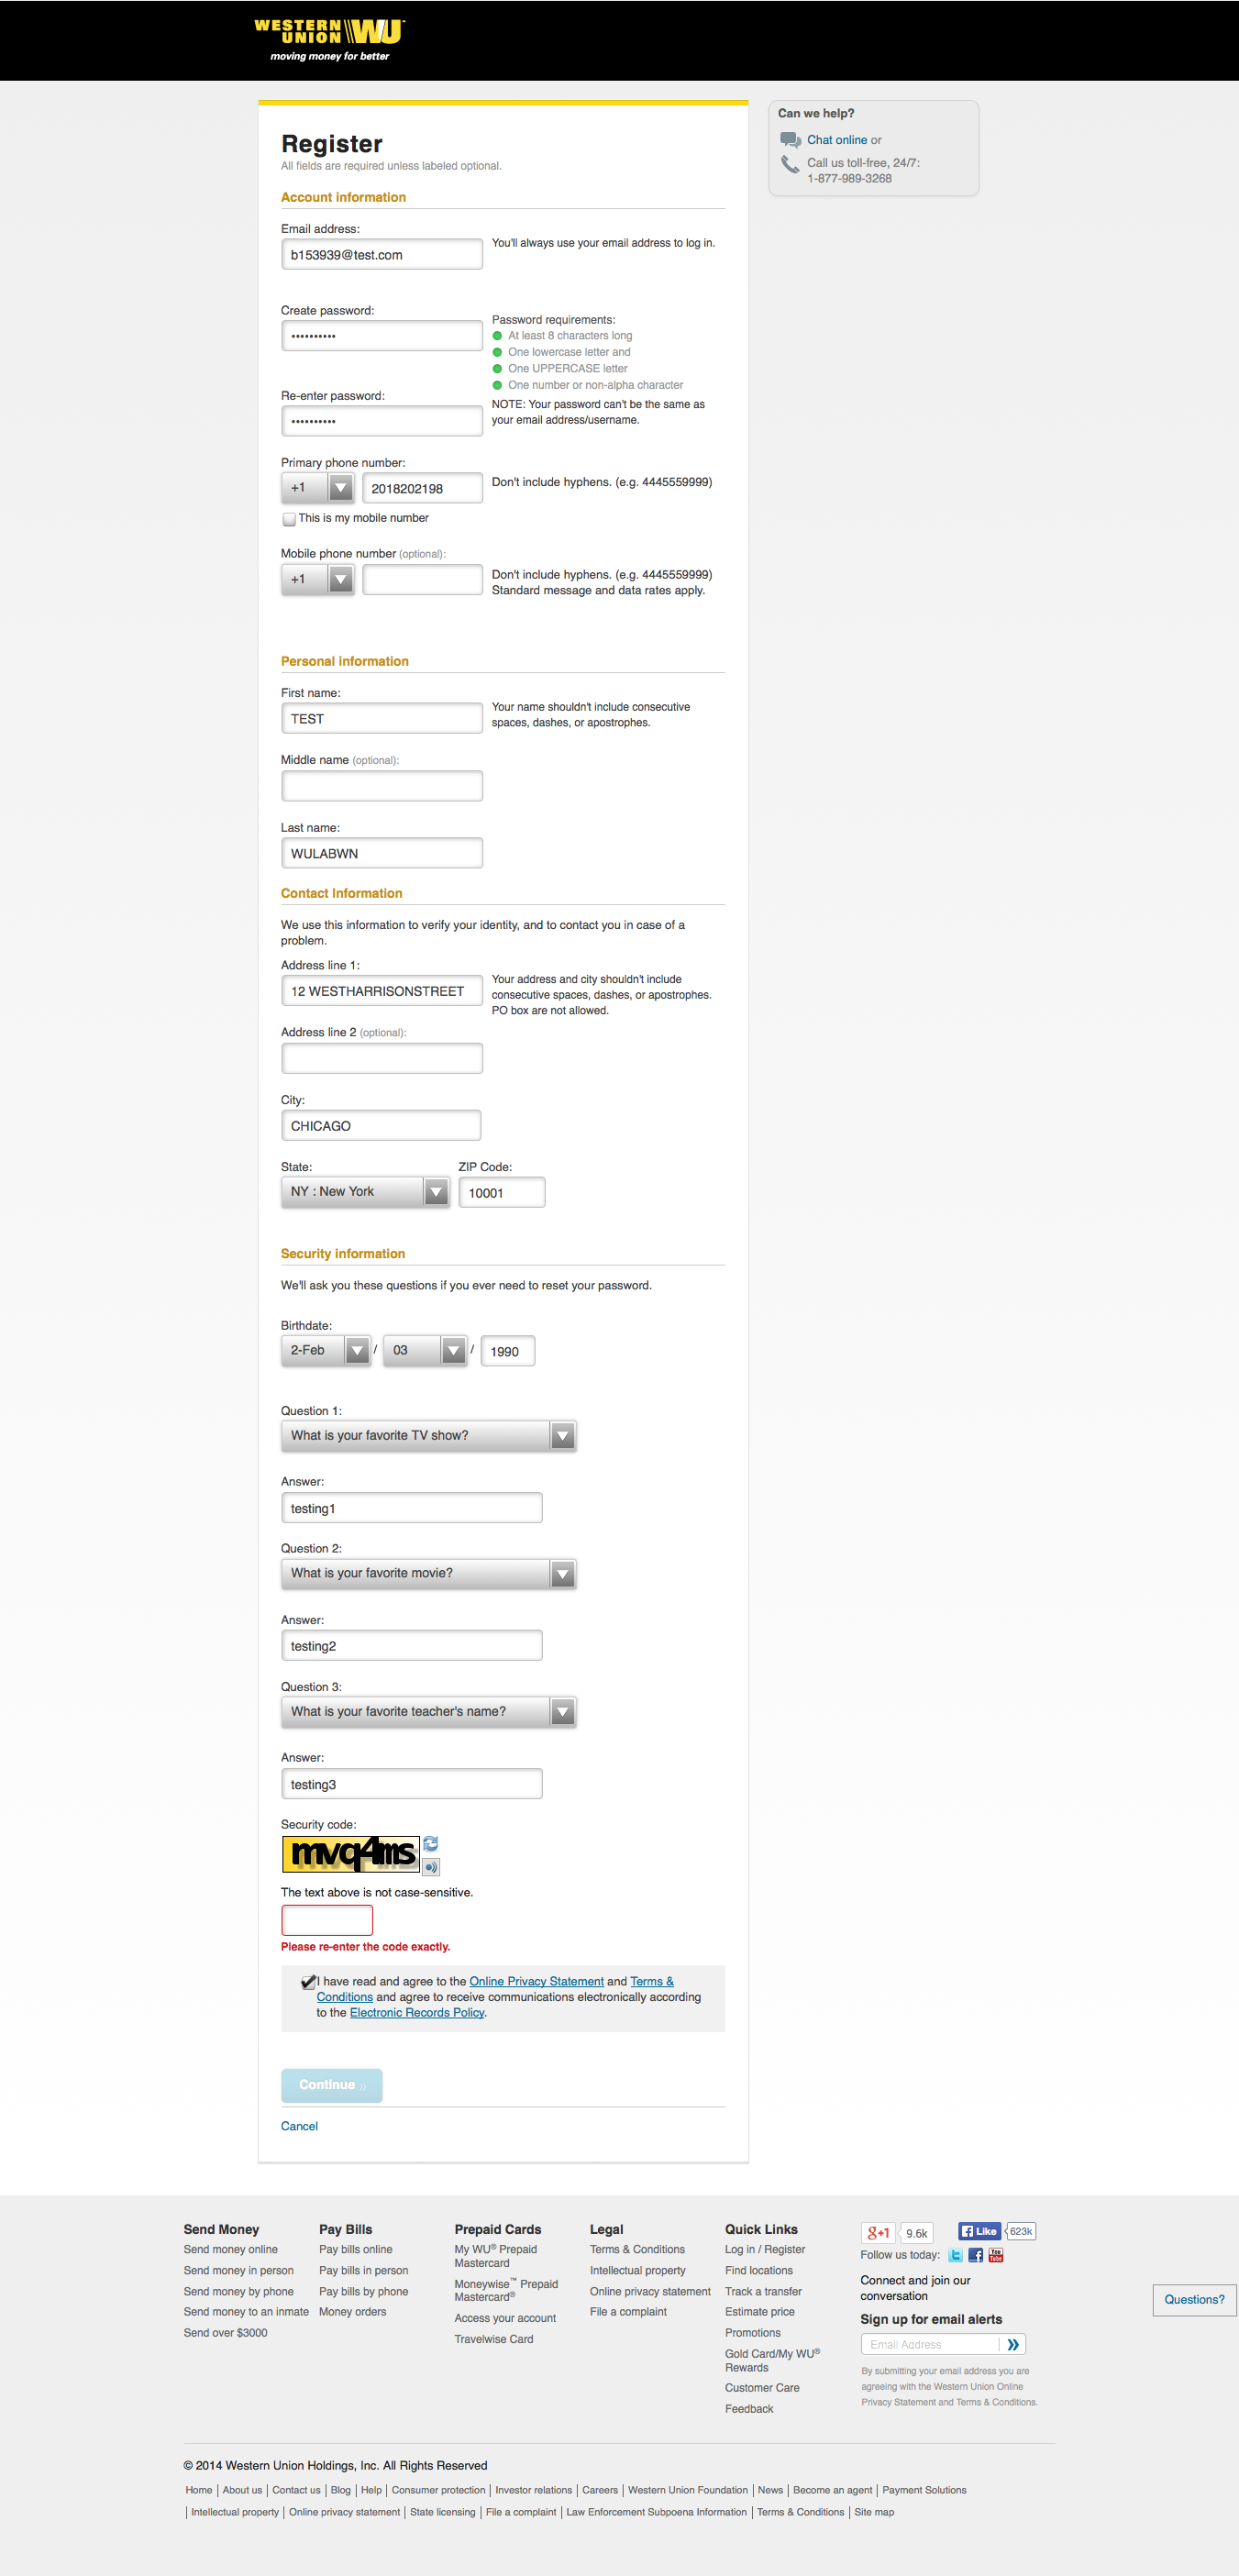 WESTERN UNION WU
moving money for better
Register
All fields are required unless labeled optional.
Account information
Email address:
b153939@test.com
You'll always use your email address to log in.
Create password:
••••••••••
Password requirements:
At least 8 characters long
One lowercase letter and
One UPPERCASE letter
One number or non-alpha character
NOTE: Your password can't be the same as
your email address/username.
Re-enter password:
••••••••••
Primary phone number:
+1 2018202198
Don't include hyphens. (e.g. 4445559999)
This is my mobile number
Mobile phone number (optional):
+1
Don't include hyphens. (e.g. 4445559999)
Standard message and data rates apply.
Personal information
First name:
TEST
Your name shouldn't include consecutive
spaces, dashes, or apostrophes.
Middle name (optional):
Last name:
WULABWN
Contact Information
We use this information to verify your identity, and to contact you in case of a
problem.
Address line 1:
12 WESTHARRISONSTREET
Your address and city shouldn't include
consecutive spaces, dashes, or apostrophes.
PO box are not allowed.
Address line 2 (optional):
City:
CHICAGO
State: ZIP Code:
NY : New York 10001
Security information
We'll ask you these questions if you ever need to reset your password.
Birthdate:
2-Feb / 03 / 1990
Question 1:
What is your favorite TV show?
Answer:
testing1
Question 2:
What is your favorite movie?
Answer:
testing2
Question 3:
What is your favorite teacher's name?
Answer:
testing3
Security code:
mvq4ms
The text above is not case-sensitive.
Please re-enter the code exactly.
I have read and agree to the Online Privacy Statement and Terms &
Conditions and agree to receive communications electronically according
to the Electronic Records Policy.
Continue »
Cancel
Can we help?
Chat online or
Call us toll-free, 24/7:
1-877-989-3268
Send Money
Send money online
Send money in person
Send money by phone
Send money to an inmate
Send over $3000
Pay Bills
Pay bills online
Pay bills in person
Pay bills by phone
Money orders
Prepaid Cards
My WU® Prepaid
Mastercard
Moneywise™ Prepaid
Mastercard®
Access your account
Travelwise Card
Legal
Terms & Conditions
Intellectual property
Online privacy statement
File a complaint
Quick Links
Log in / Register
Find locations
Track a transfer
Estimate price
Promotions
Gold Card/My WU®
Rewards
Customer Care
Feedback
g+1 9.6k Like 623k
Follow us today: You Tube
Connect and join our
conversation
Sign up for email alerts
Email Address »
By submitting your email address you are
agreeing with the Western Union Online
Privacy Statement and Terms & Conditions.
Questions?
© 2014 Western Union Holdings, Inc. All Rights Reserved
Home | About us | Contact us | Blog | Help | Consumer protection | Investor relations | Careers | Western Union Foundation | News | Become an agent | Payment Solutions
| Intellectual property | Online privacy statement | State licensing | File a complaint | Law Enforcement Subpoena Information | Terms & Conditions | Site map